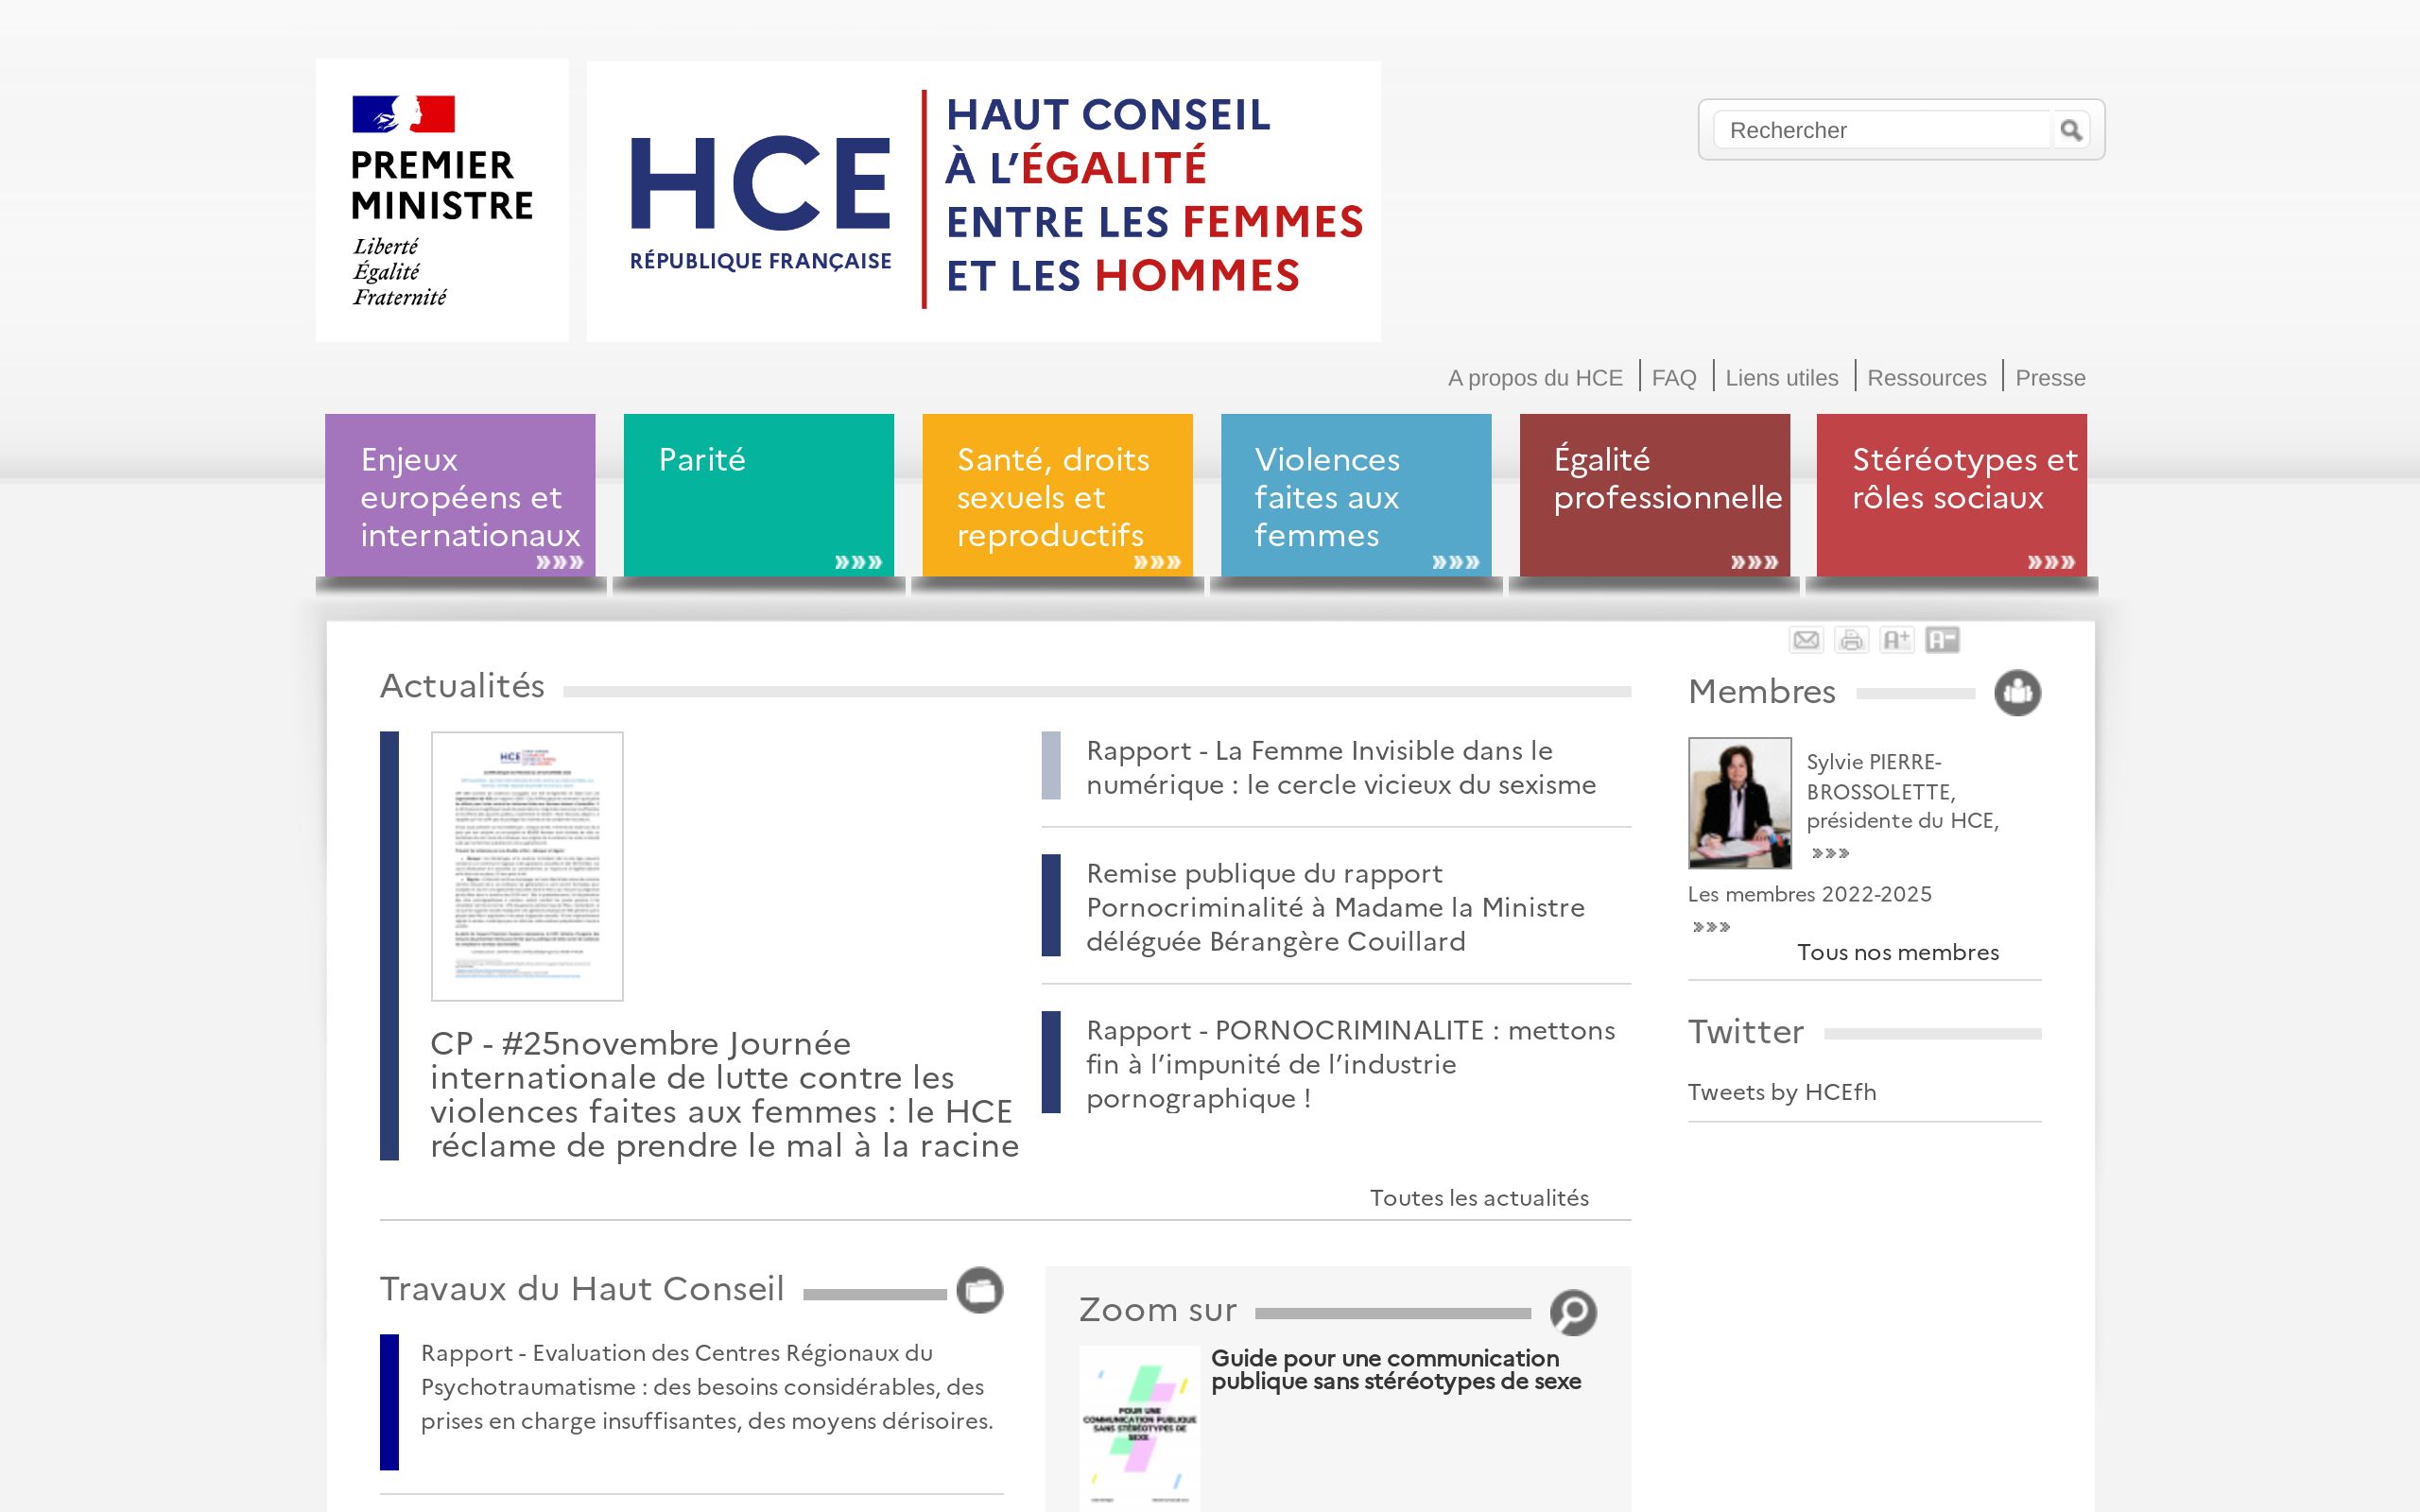 PREMIER
MINISTRE
Liberté
Égalité
Fraternité
HCE
RÉPUBLIQUE FRANÇAISE
HAUT CONSEIL
À L’ÉGALITÉ
ENTRE LES FEMMES
ET LES HOMMES
Rechercher
A propos du HCE
FAQ
Liens utiles
Ressources
Presse
Enjeux
européens et
internationaux
Parité
Santé, droits
sexuels et
reproductifs
Violences
faites aux
femmes
Égalité
professionnelle
Stéréotypes et
rôles sociaux
A+
A-
Actualités
HCE
CP - #25novembre Journée
internationale de lutte contre les
violences faites aux femmes : le HCE
réclame de prendre le mal à la racine
Rapport - La Femme Invisible dans le
numérique : le cercle vicieux du sexisme
Remise publique du rapport
Pornocriminalité à Madame la Ministre
déléguée Bérangère Couillard
Rapport - PORNOCRIMINALITE : mettons
fin à l’impunité de l’industrie
pornographique !
Toutes les actualités
Membres
Sylvie PIERRE-
BROSSOLETTE,
présidente du HCE,
Les membres 2022-2025
Tous nos membres
Twitter
Tweets by HCEfh
Travaux du Haut Conseil
Rapport - Evaluation des Centres Régionaux du
Psychotraumatisme : des besoins considérables, des
prises en charge insuffisantes, des moyens dérisoires.
Zoom sur
POUR UNE
COMMUNICATION PUBLIQUE
SANS STÉRÉOTYPES DE
SEXE
Guide pour une communication
publique sans stéréotypes de sexe